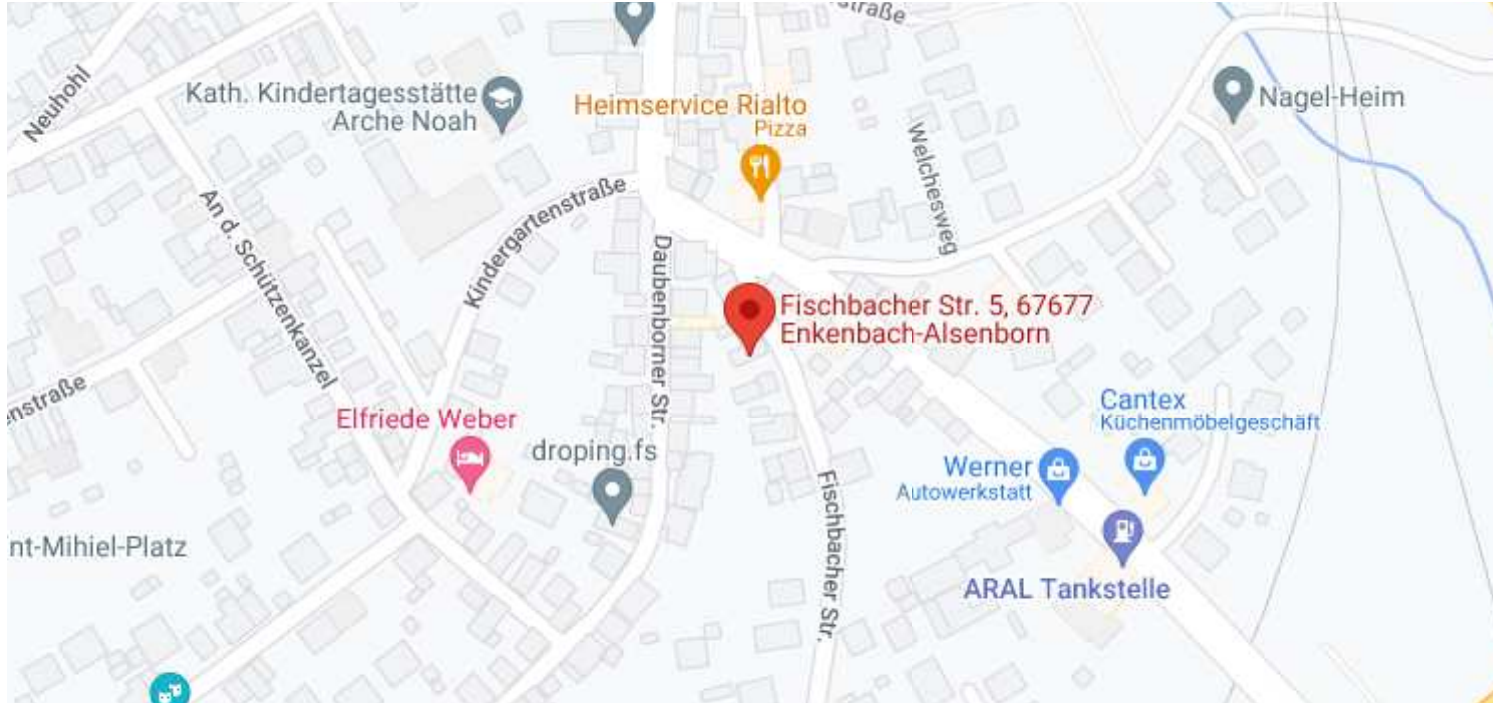 straße
Neuhohl
Kath. Kindertagesstätte
Arche Noah
Heimservice Rialto
Pizza
Nagel-Heim
Welchesweg
Kindergartenstraße
An d. Schützenkanzel
Daubenborner Str.
Fischbacher Str. 5, 67677
Enkenbach-Alsenborn
enstraße
Elfriede Weber
droping.fs
Cantex
Küchenmöbelgeschäft
Werner
Autowerkstatt
Fischbacher Str.
nt-Mihiel-Platz
ARAL Tankstelle